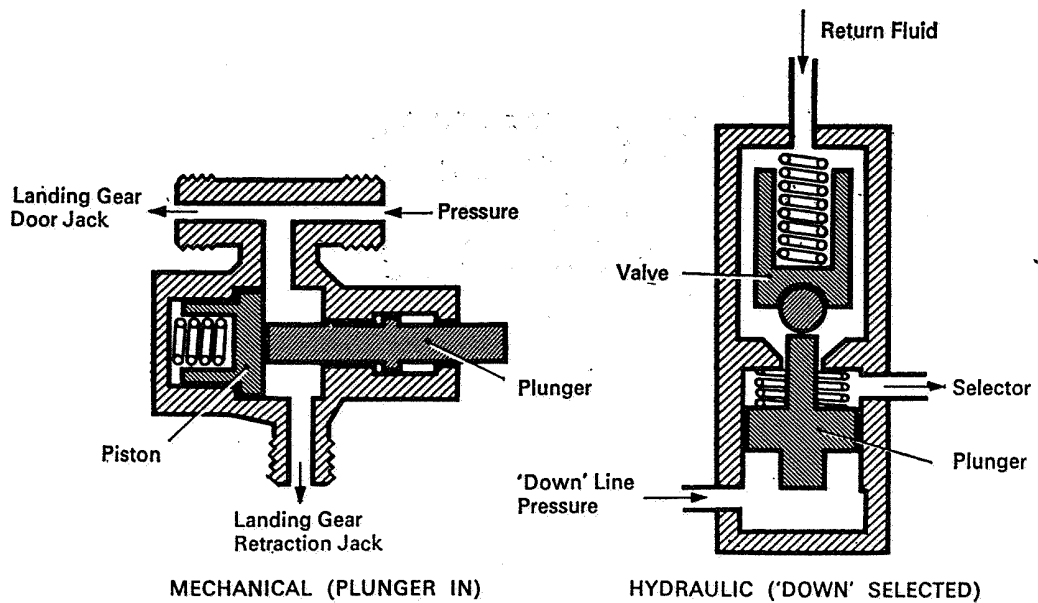 Return Fluid
Landing Gear
Door Jack
Pressure
Valve
Plunger
Selector
Piston
Plunger
'Down' Line
Pressure
Landing Gear
Retraction Jack
MECHANICAL (PLUNGER IN)
HYDRAULIC ('DOWN' SELECTED)